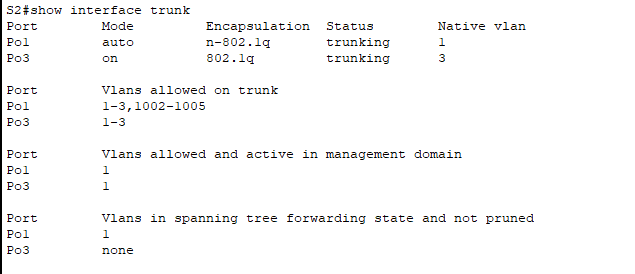 S2#show interface trunk
Port Mode Encapsulation Status Native vlan
Po1 auto n-802.1q trunking 1
Po3 on 802.1q trunking 3
Port Vlans allowed on trunk
Po1 1-3,1002-1005
Po3 1-3
Port Vlans allowed and active in management domain
Po1 1
Po3 1
Port Vlans in spanning tree forwarding state and not pruned
Po1 1
Po3 none